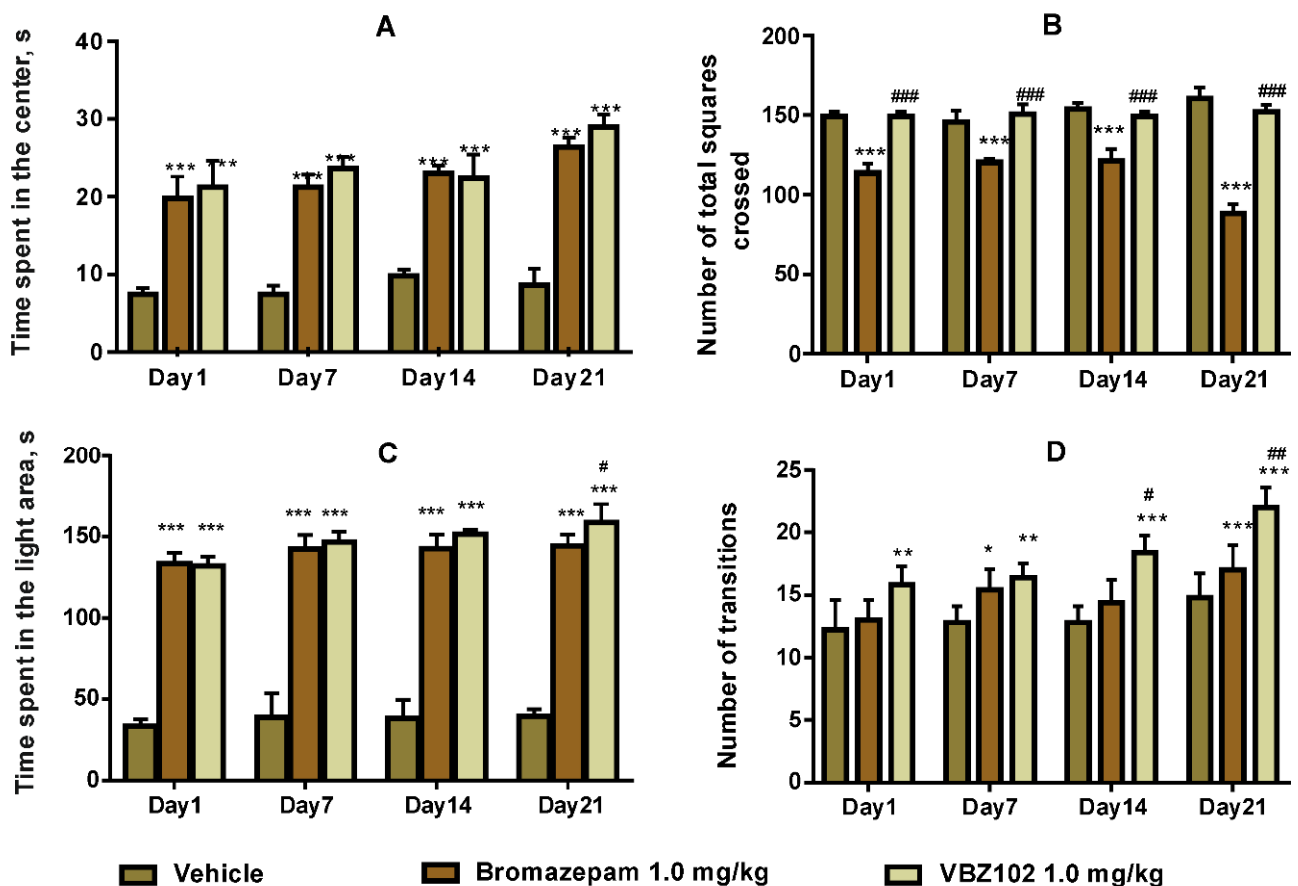 A
Time spent in the center, s
40
30
20
10
0
*** ***
*** ***
*** ***
*** ***
Day1 Day7 Day14 Day21
B
Number of total squares
crossed
200
150
100
50
0
*** ###
*** ###
*** ###
*** ###
Day1 Day7 Day14 Day21
C
Time spent in the light area, s
200
150
100
50
0
*** ***
*** ***
*** ***
#
*** ***
Day1 Day7 Day14 Day21
D
Number of transitions
25
20
15
10
5
0
**
* **
#
***
##
*** ***
Day1 Day7 Day14 Day21
Vehicle Bromazepam 1.0 mg/kg VBZ102 1.0 mg/kg